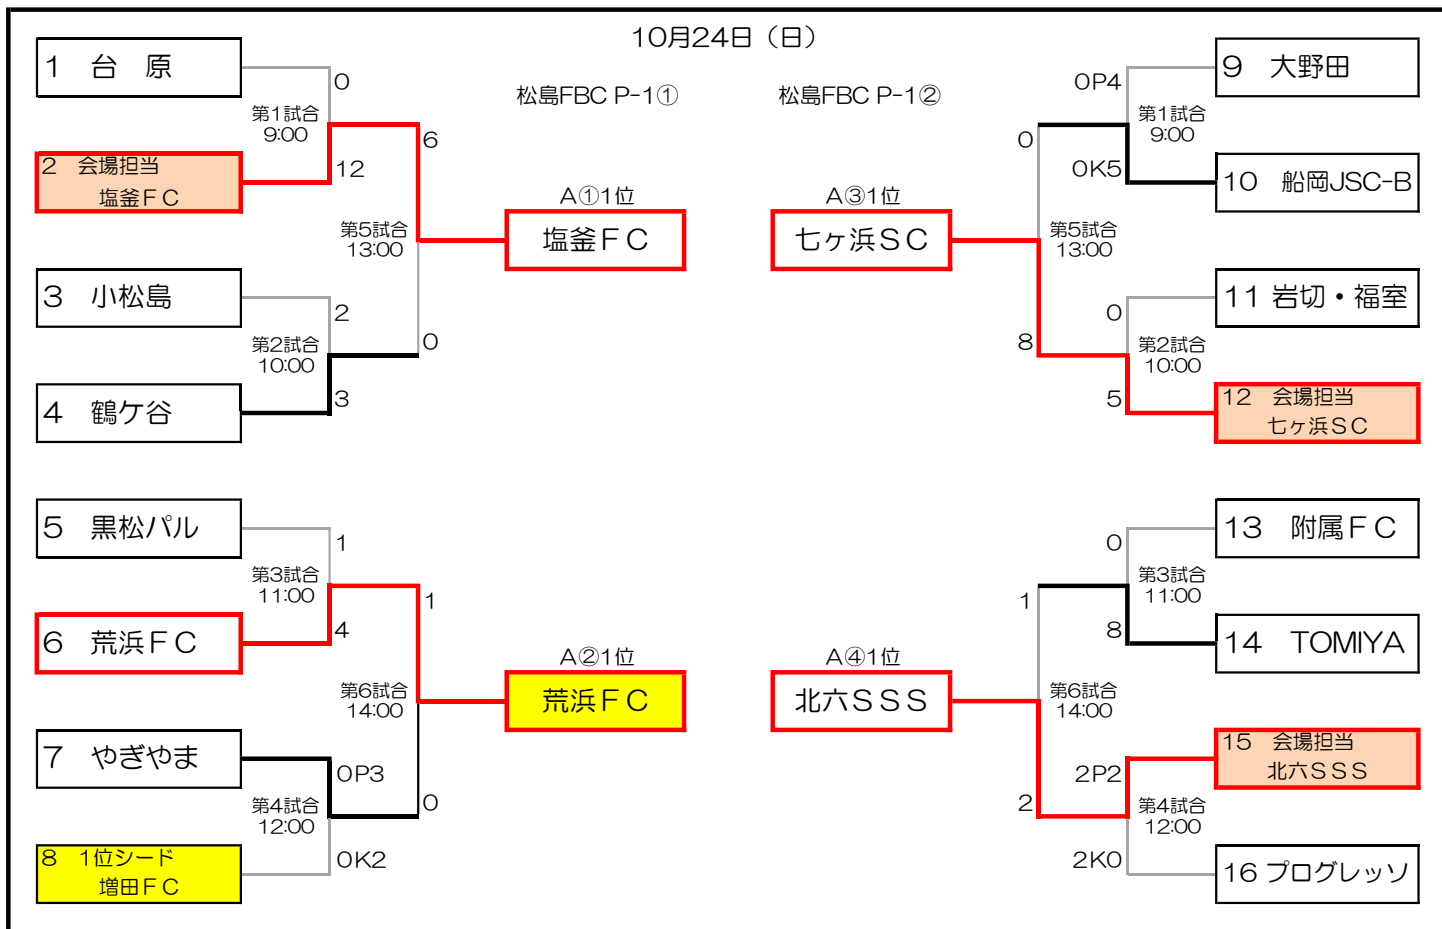 10月24日（日）
松島FBC P-1①
松島FBC P-1②
1 台 原
0
第1試合
9:00
2 会場担当
塩釜ＦＣ
12
6
第5試合
13:00
A①1位
塩釜ＦＣ
3 小松島
2
第2試合
10:00
0
4 鶴ケ谷
3
5 黒松パル
1
第3試合
11:00
6 荒浜ＦＣ
4
1
第6試合
14:00
A②1位
荒浜ＦＣ
7 やぎやま
0P3
第4試合
12:00
0
8 1位シード
増田ＦＣ
0K2
9 大野田
0P4
第1試合
9:00
10 船岡JSC-B
0K5
0
第5試合
13:00
A③1位
七ヶ浜ＳＣ
11 岩切・福室
0
第2試合
10:00
8
12 会場担当
七ヶ浜ＳＣ
5
13 附属ＦＣ
0
第3試合
11:00
14 TOMIYA
8
1
第6試合
14:00
A④1位
北六ＳＳＳ
15 会場担当
北六ＳＳＳ
2P2
第4試合
12:00
2
16 プログレッソ
2K0